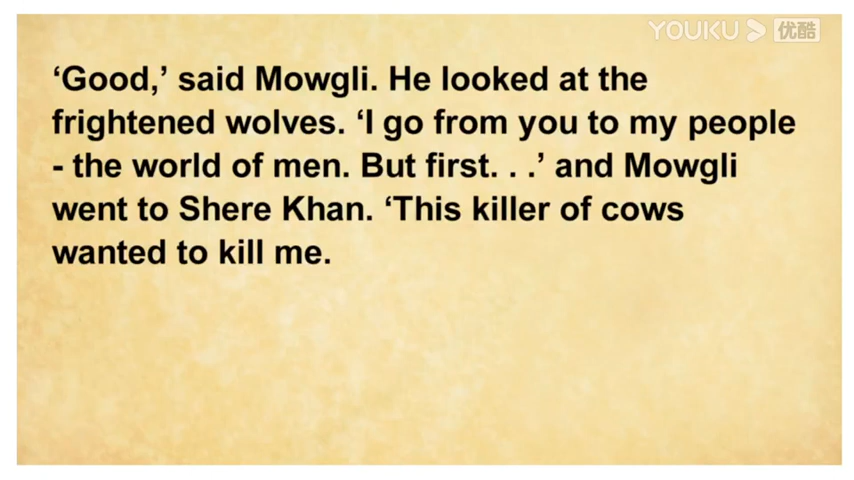 YOUKU 优酷
‘Good,’ said Mowgli. He looked at the
frightened wolves. ‘I go from you to my people
- the world of men. But first. . .’ and Mowgli
went to Shere Khan. ‘This killer of cows
wanted to kill me.